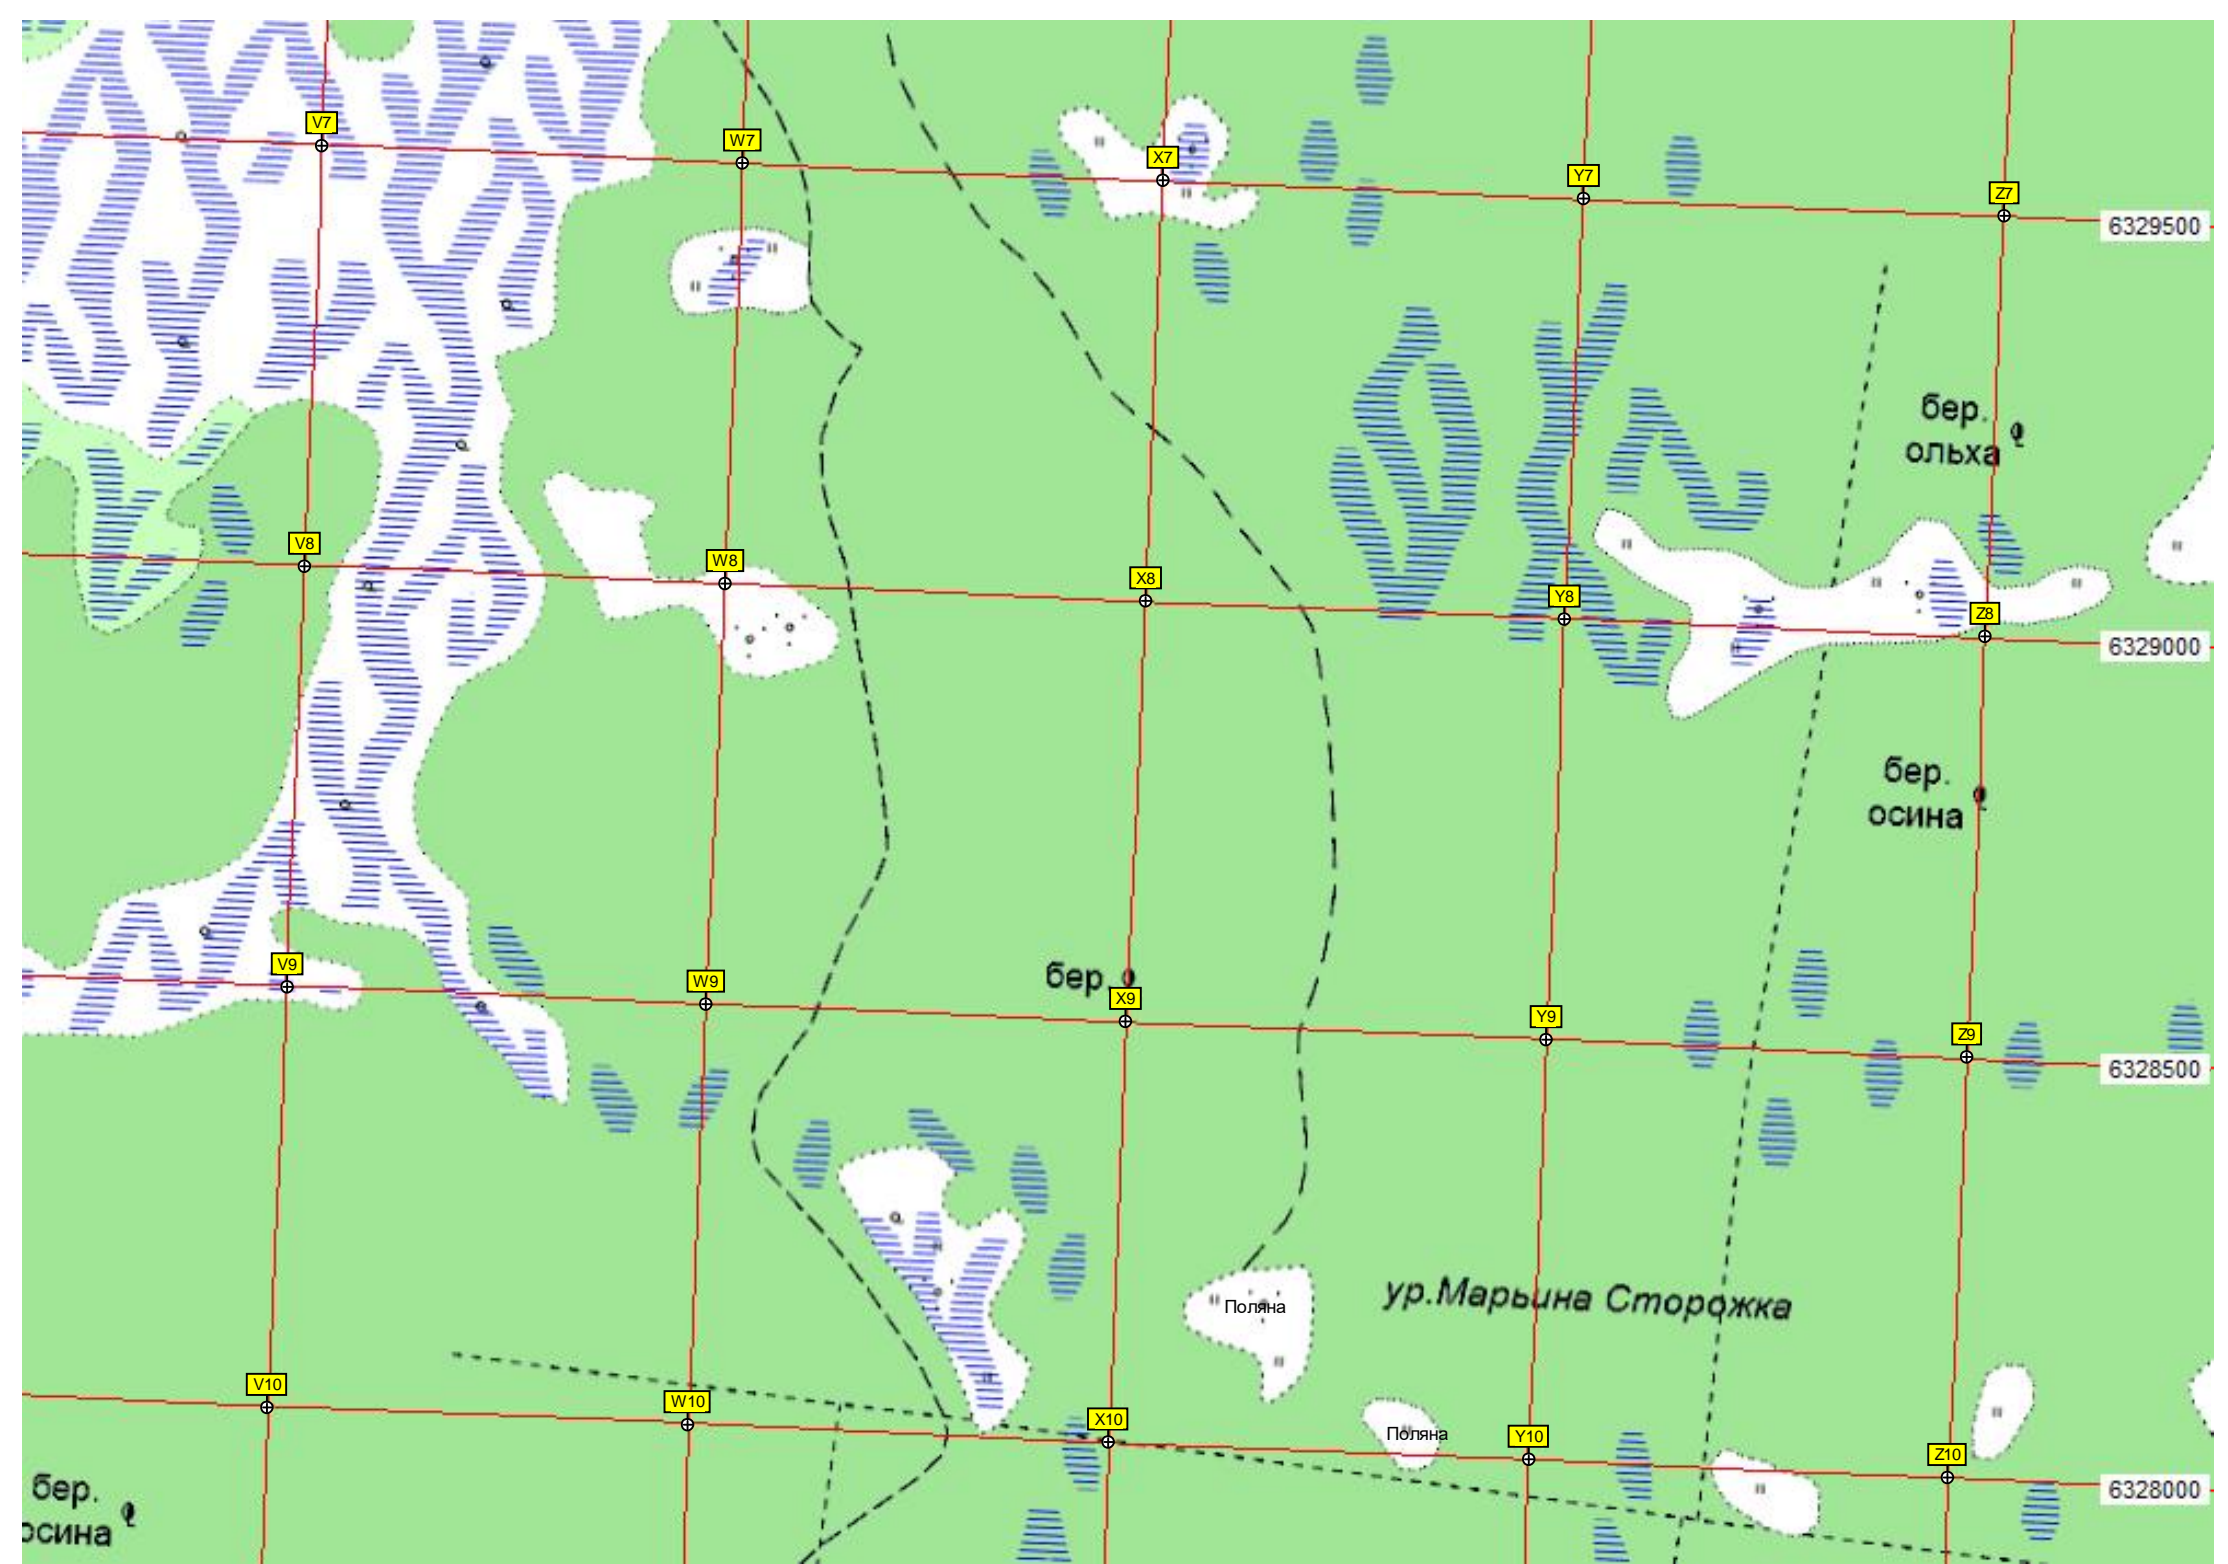 V7
W7
X7
Y7
Z7
6329500
бер.
ольха
V8
W8
X8
Y8
Z8
6329000
бер.
осина
бер.
V9
W9
X9
Y9
Z9
6328500
ур.Марьина Сторожка
Поляна
V10
W10
X10
Поляна
Y10
Z10
6328000
бер.
осина